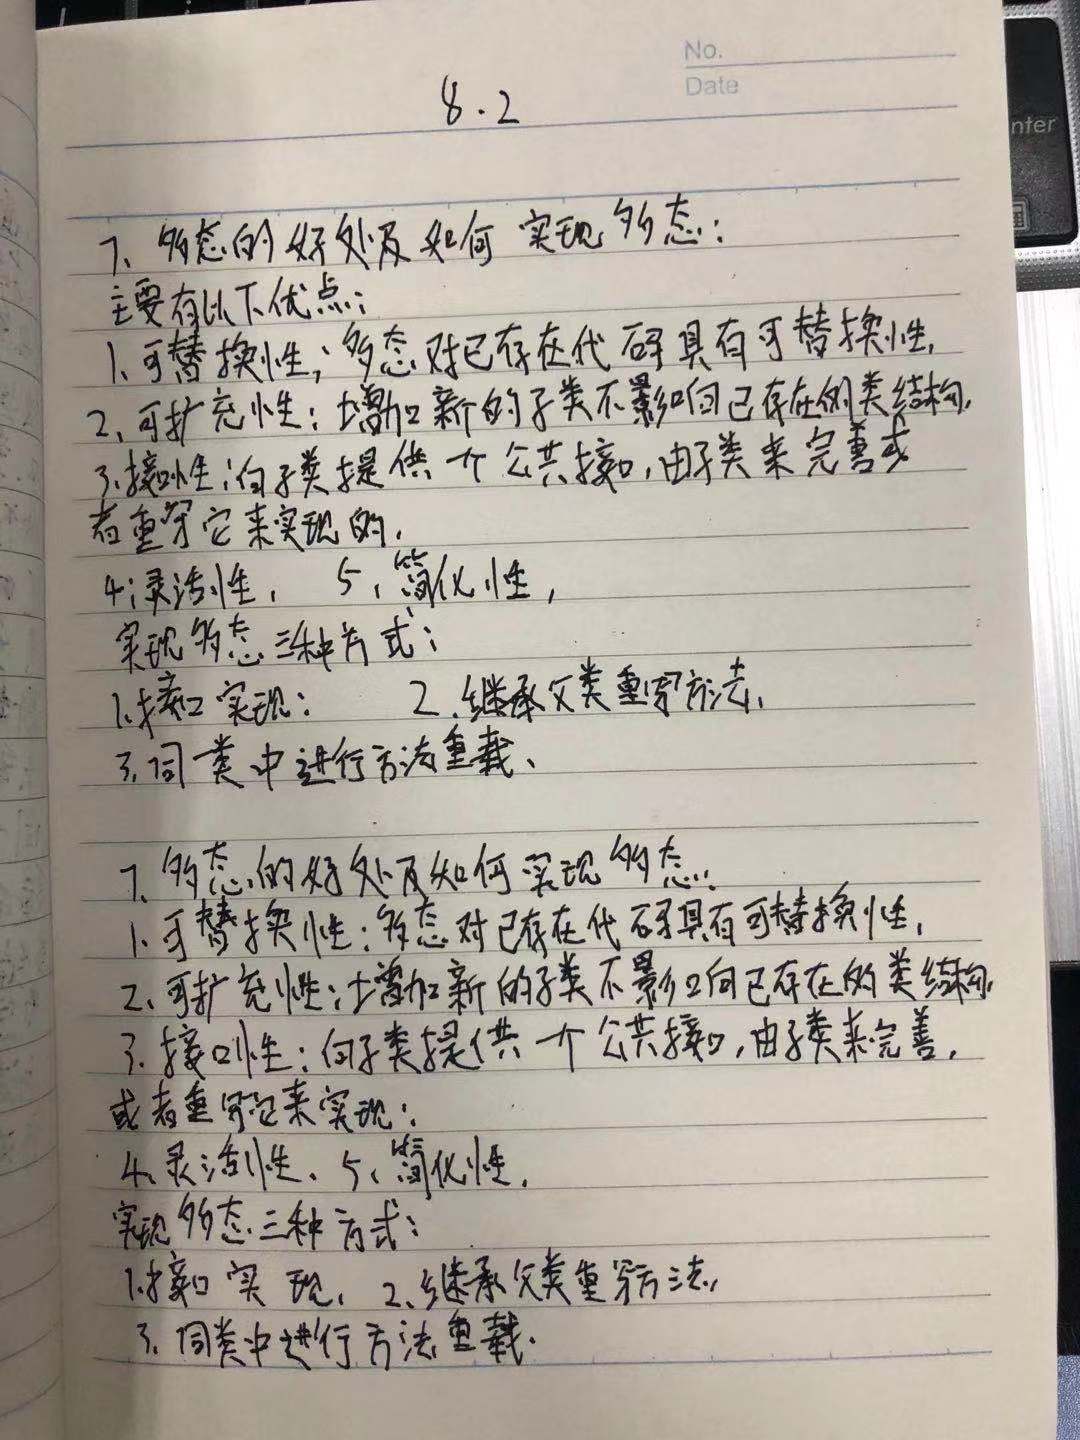 No.
Date
8.2
nter
7、多态的好处及如何实现多态:
主要有以下优点:
1、可替换性;多态对已存在代码具有可替换性,
2、可扩充性:增加新的子类不影响已存在的类结构,
3、接口性:向子类提供一个公共接口,由子类来完善或
者重写它来实现的,
4、灵活性, 5、简化性,
实现多态三种方式:
1、接口实现: 2、继承父类重写方法,
3、同类中进行方法重载、
7、多态的好处及如何实现多态:
1、可替换性:多态对已存在代码具有可替换性,
2、可扩充性:增加新的子类不影响已存在的类结构,
3、接口性:向子类提供一个公共接口,由子类来完善,
或者重写它来实现:
4、灵活性、5、简化性,
实现多态三种方式:
1、接口实现, 2、继承父类重写方法,
3、同类中进行方法重载、